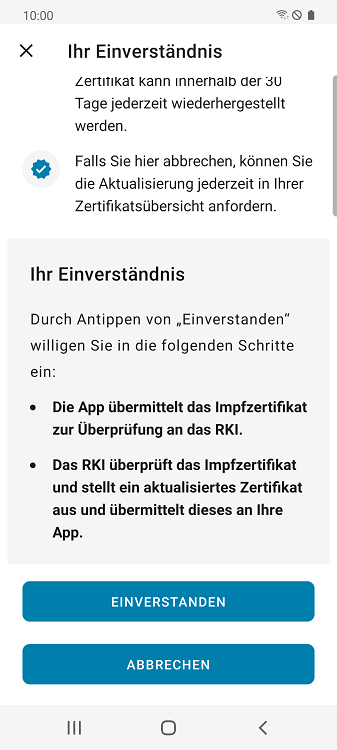 10:00
Ihr Einverständnis
Zertifikat kann innerhalb der 30
Tage jederzeit wiederhergestellt
werden.
Falls Sie hier abbrechen, können Sie
die Aktualisierung jederzeit in Ihrer
Zertifikatsübersicht anfordern.
Ihr Einverständnis
Durch Antippen von „Einverstanden“
willigen Sie in die folgenden Schritte
ein:
• Die App übermittelt das Impfzertifikat
zur Überprüfung an das RKI.
• Das RKI überprüft das Impfzertifikat
und stellt ein aktualisiertes Zertifikat
aus und übermittelt dieses an Ihre
App.
EINVERSTANDEN
ABBRECHEN